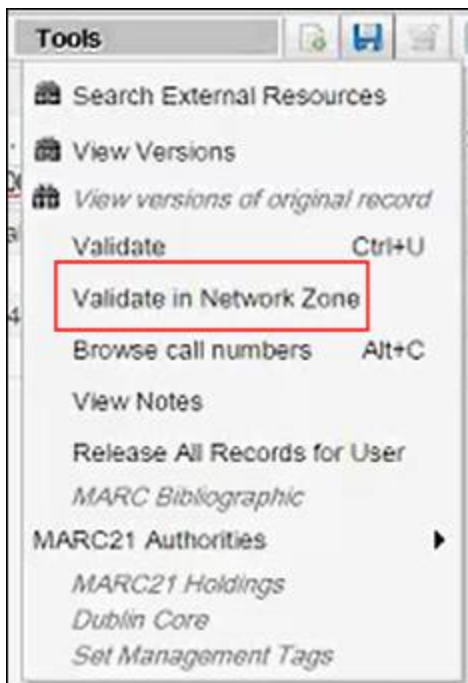 Tools
Search External Resources
View Versions
View versions of original record
Validate Ctrl+U
Validate in Network Zone
Browse call numbers Alt+C
View Notes
Release All Records for User
MARC Bibliographic
MARC21 Authorities
MARC21 Holdings
Dublin Core
Set Management Tags